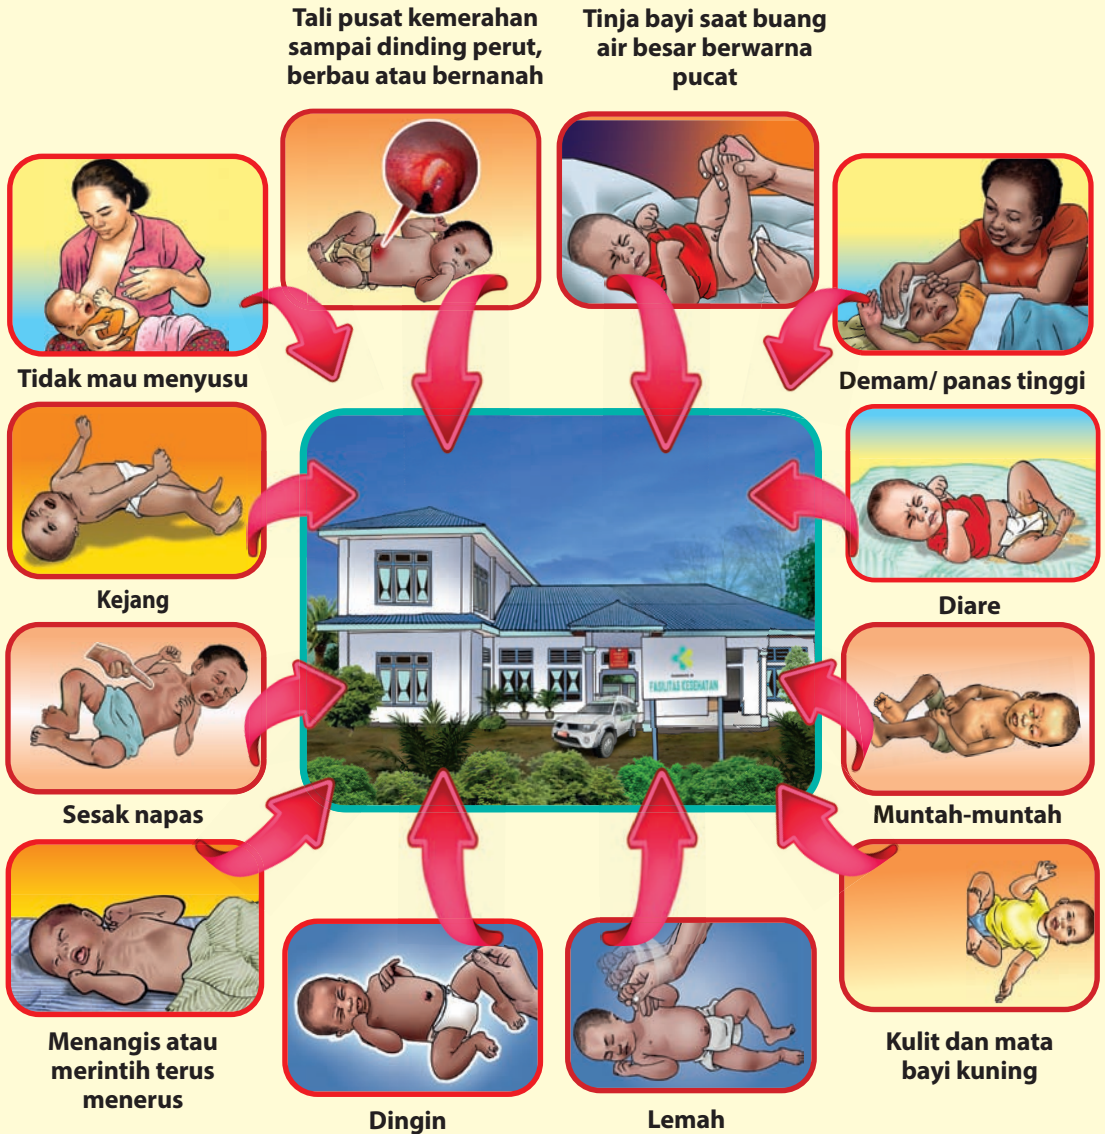 Tali pusat kemerahan
sampai dinding perut,
berbau atau bernanah
Tinja bayi saat buang
air besar berwarna
pucat
Tidak mau menyusu
Demam/ panas tinggi
Kejang
Diare
FASILITAS KESEHATAN
Sesak napas
Muntah-muntah
Menangis atau
merintih terus
menerus
Dingin
Lemah
Kulit dan mata
bayi kuning